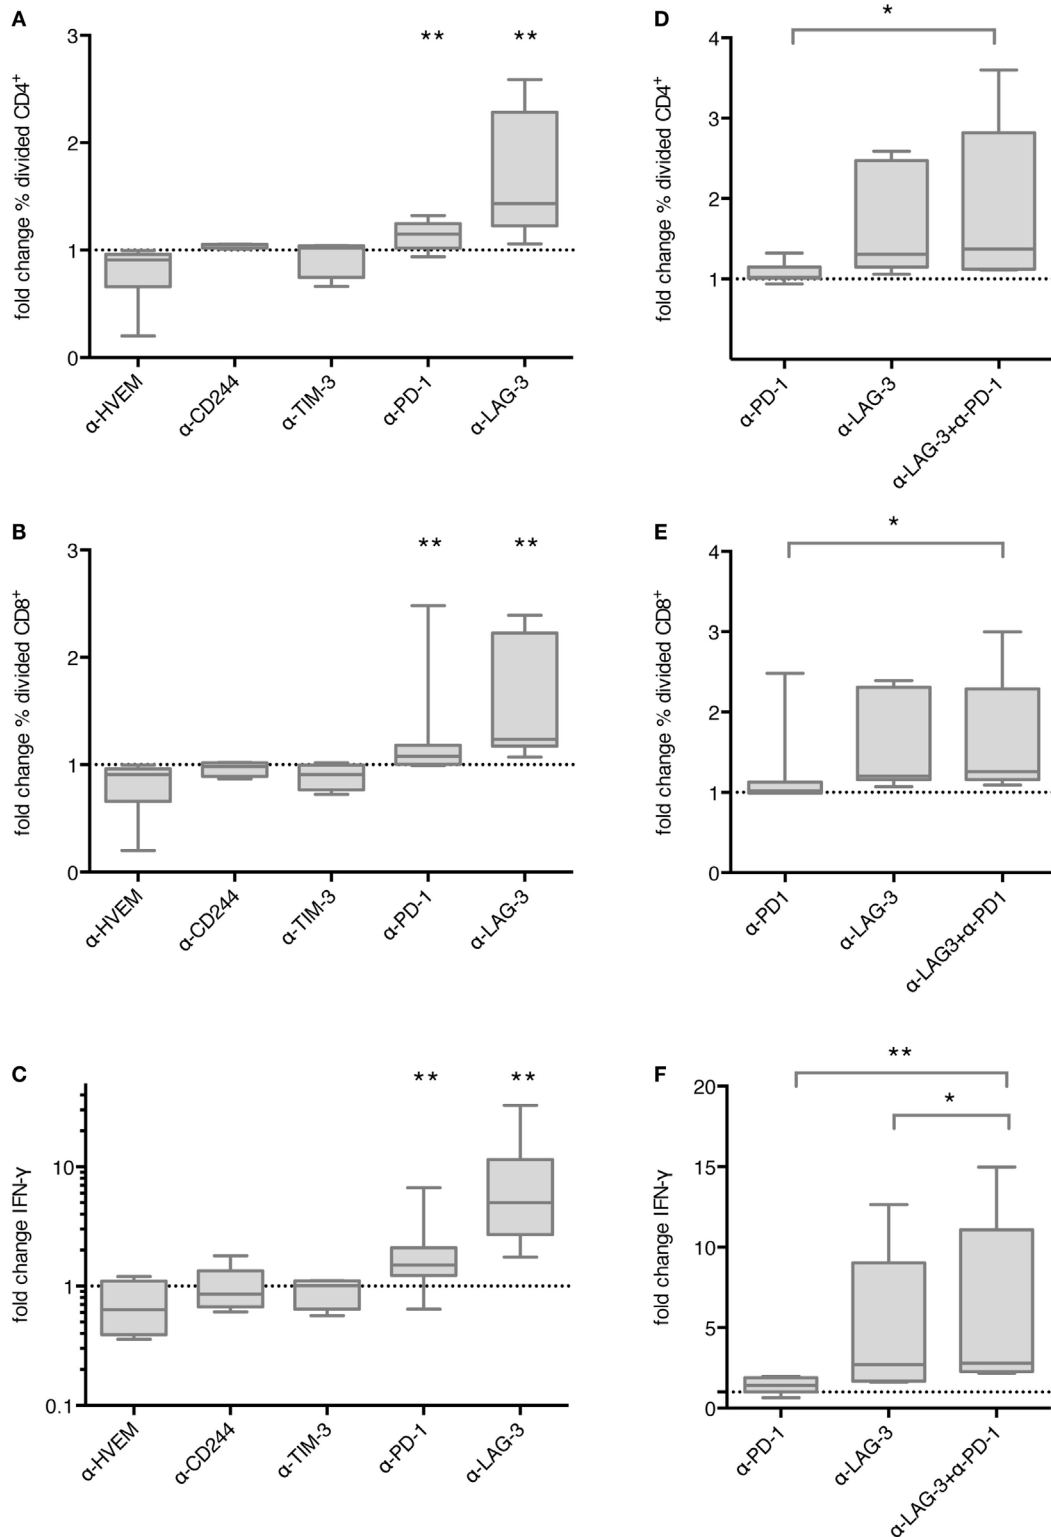 A
fold change % divided CD4+
3
2
1
0
** **
α-HVEM
α-CD244
α-TIM-3
α-PD-1
α-LAG-3
D
fold change % divided CD4+
4
3
2
1
*
α-PD-1
α-LAG-3
α-LAG-3+α-PD-1
B
fold change % divided CD8+
3
2
1
0
** **
α-HVEM
α-CD244
α-TIM-3
α-PD-1
α-LAG-3
E
fold change % divided CD8+
4
3
2
1
0
*
α-PD1
α-LAG-3
α-LAG3+α-PD1
C
fold change IFN-γ
10
1
0.1
** **
α-HVEM
α-CD244
α-TIM-3
α-PD-1
α-LAG-3
F
fold change IFN-γ
20
15
10
5
0
**
*
α-PD-1
α-LAG-3
α-LAG-3+α-PD-1